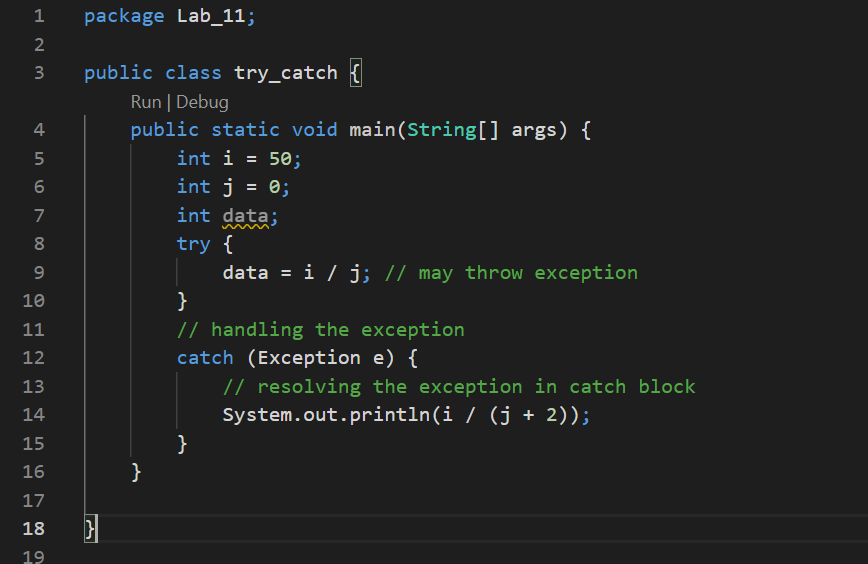 1 package Lab_11;
2
3 public class try_catch {
Run | Debug
4 public static void main(String[] args) {
5 int i = 50;
6 int j = 0;
7 int data;
8 try {
9 data = i / j; // may throw exception
10 }
11 // handling the exception
12 catch (Exception e) {
13 // resolving the exception in catch block
14 System.out.println(i / (j + 2));
15 }
16 }
17
18 }
19